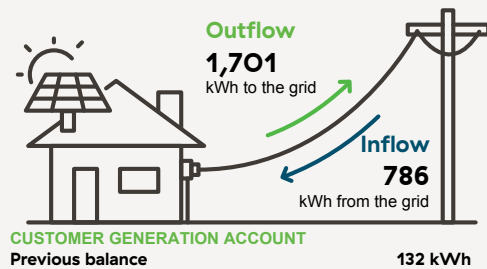 Outflow
1,701
kWh to the grid
Inflow
786
kWh from the grid
CUSTOMER GENERATION ACCOUNT
Previous balance 132 kWh